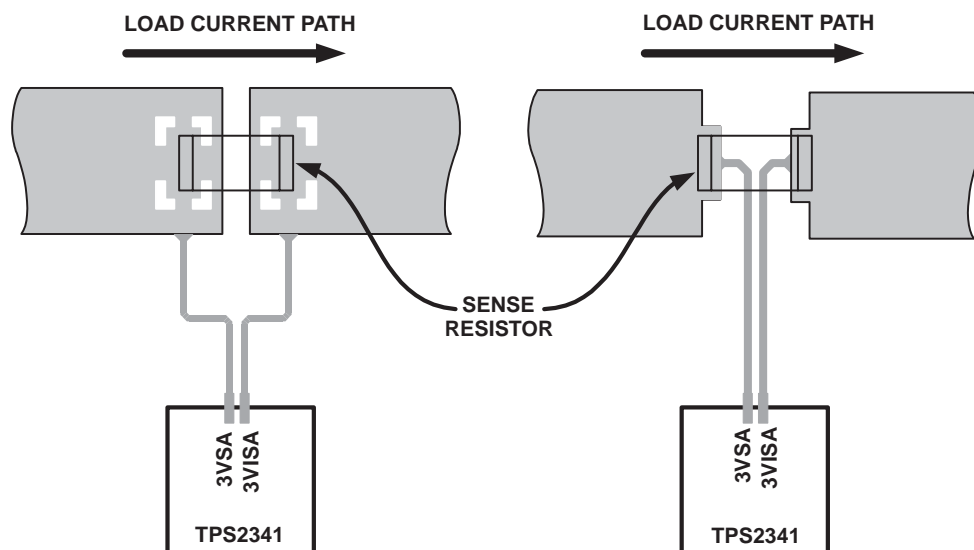 LOAD CURRENT PATH
LOAD CURRENT PATH
SENSE
RESISTOR
3VSA
3VISA
TPS2341
3VSA
3VISA
TPS2341